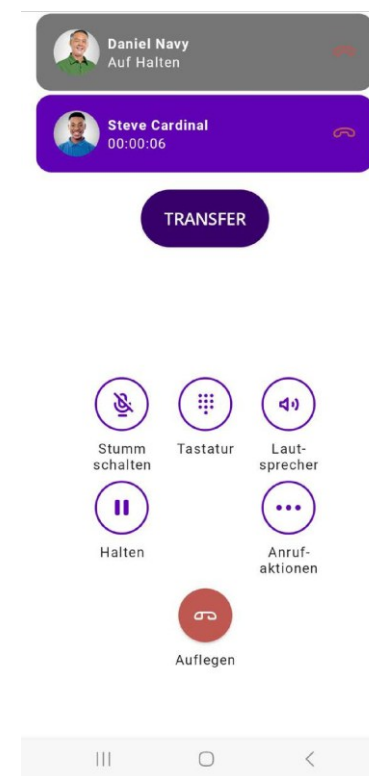 Daniel Navy
Auf Halten
Steve Cardinal
00:00:06
TRANSFER
Stumm
schalten
Tastatur
Laut-
sprecher
Halten
Anruf-
aktionen
Auflegen